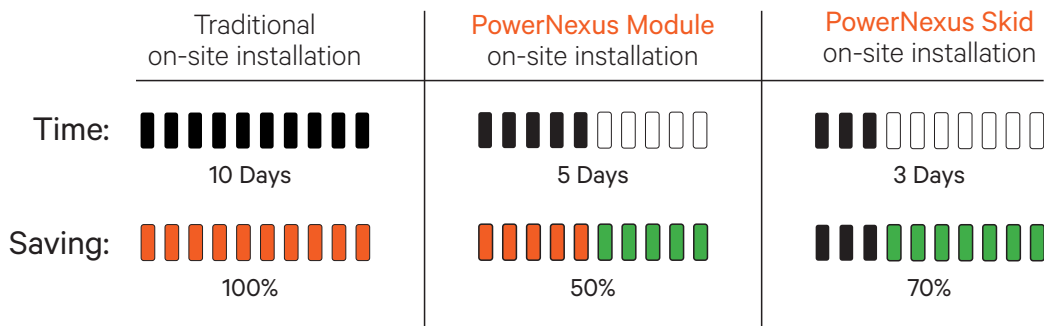 Traditional
on-site installation
PowerNexus Module
on-site installation
PowerNexus Skid
on-site installation
Time:
10 Days
5 Days
3 Days
Saving:
100%
50%
70%